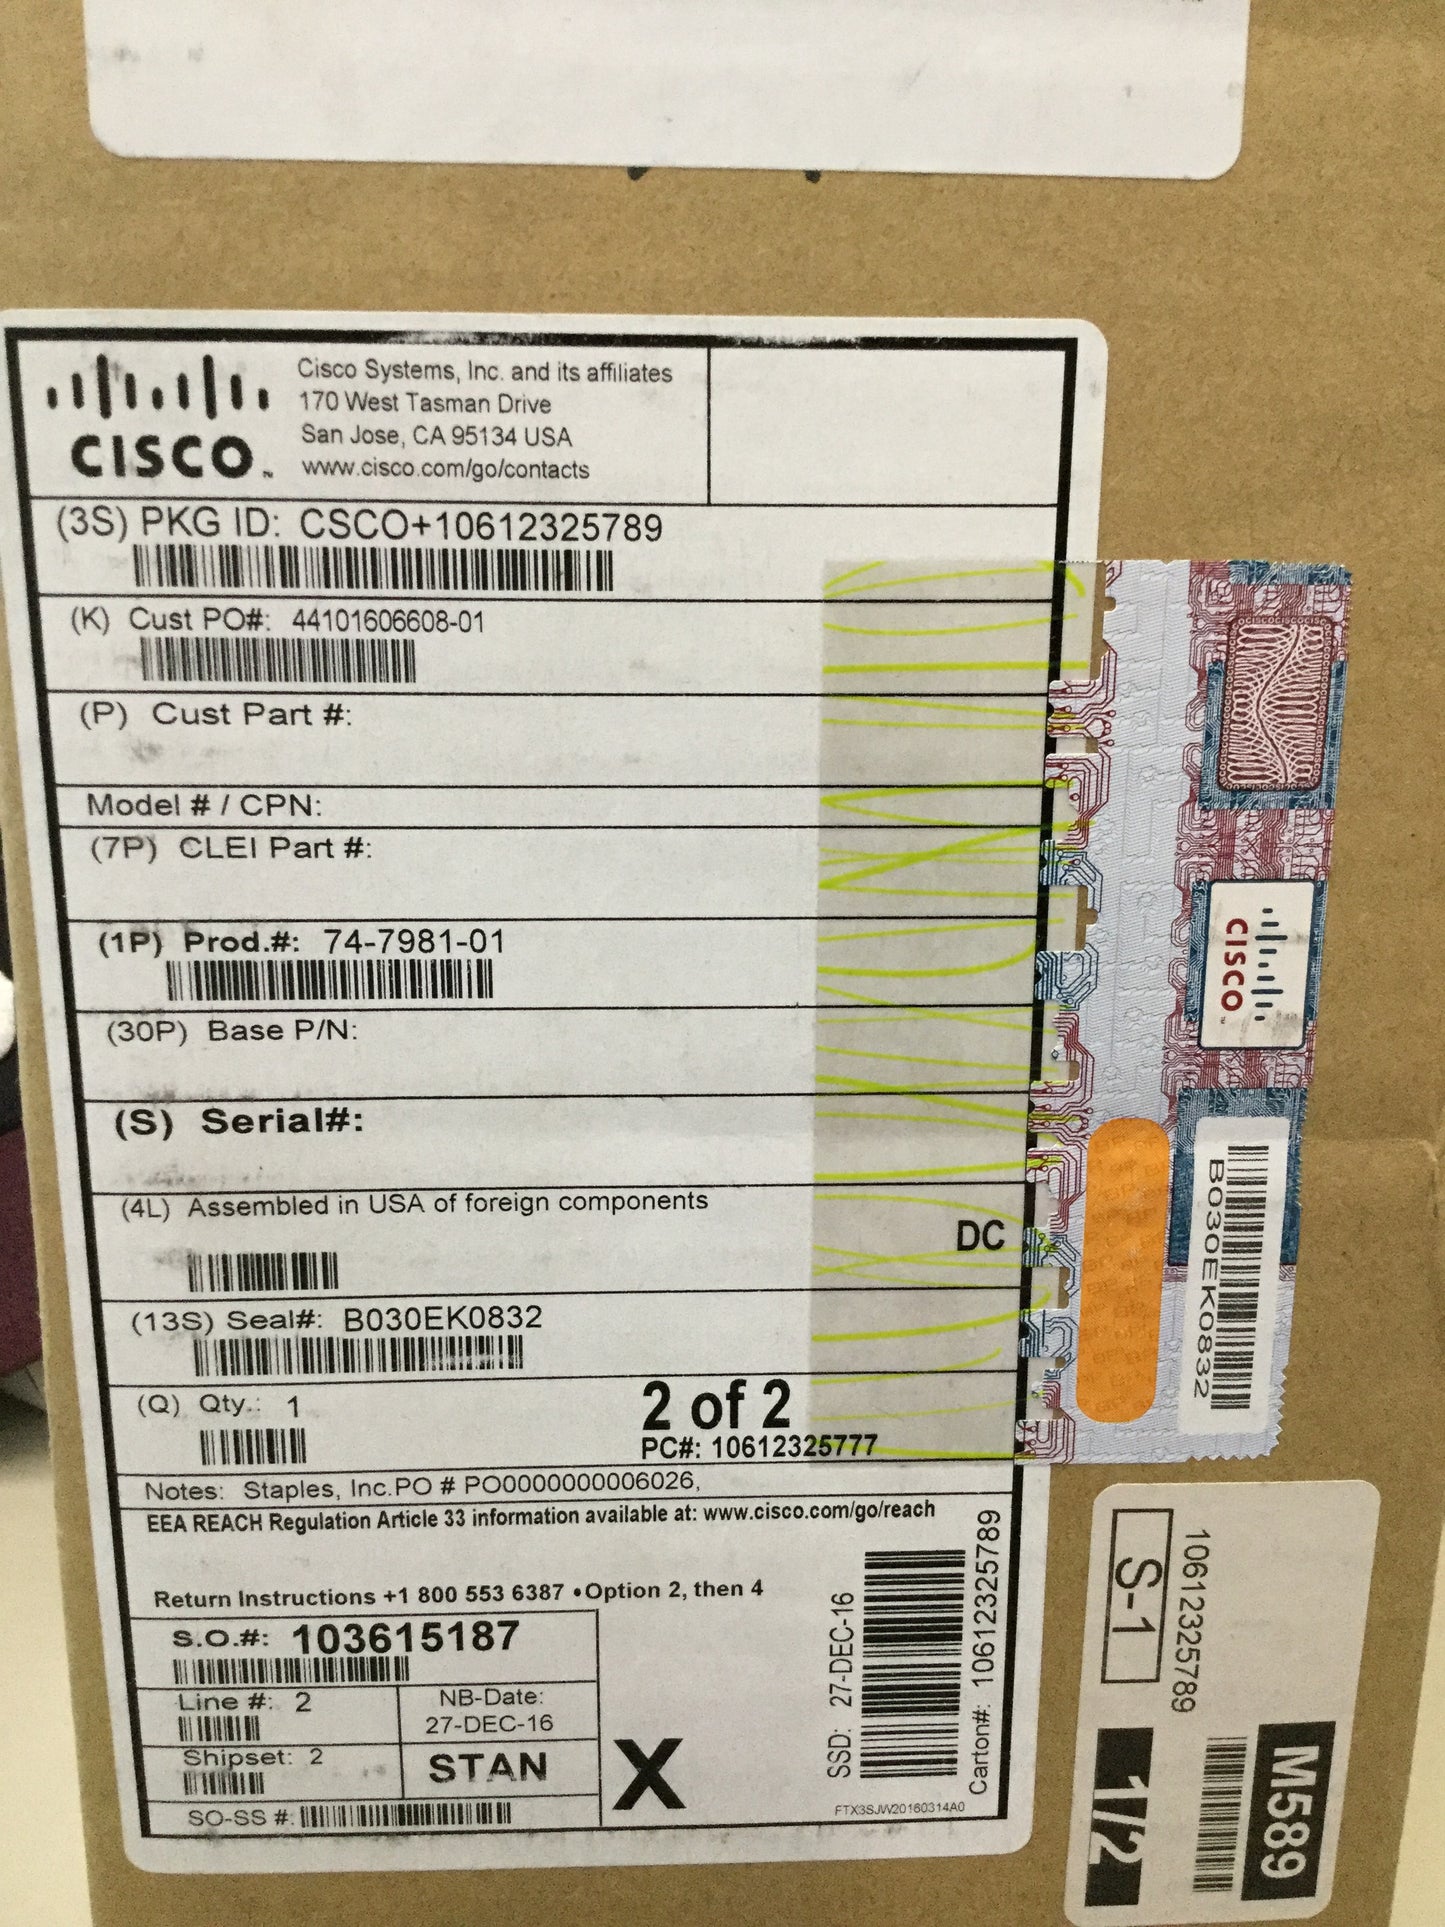 CISCO
Cisco Systems, Inc. and its affiliates
170 West Tasman Drive
San Jose, CA 95134 USA
www.cisco.com/go/contacts
(3S) PKG ID: CSCO+10612325789
(K) Cust PO#: 44101606608-01
(P) Cust Part #:
Model # / CPN:
(7P) CLEI Part #:
(1P) Prod.#: 74-7981-01
(30P) Base P/N:
(S) Serial#:
(4L) Assembled in USA of foreign components
DC
(13S) Seal#: B030EK0832
(Q) Qty.: 1
2 of 2
PC#: 10612325777
Notes: Staples, Inc.PO # PO0000000006026,
EEA REACH Regulation Article 33 information available at: www.cisco.com/go/reach
Return Instructions +1 800 553 6387 •Option 2, then 4
S.O.#: 103615187
Line #: 2
NB-Date:
27-DEC-16
Shipset: 2
STAN
SO-SS #:
X
SSD: 27-DEC-16
Carton#: 10612325789
FTX3SJW20160314A0
CISCO
B030EK0832
10612325789
S-1
M589
1/2